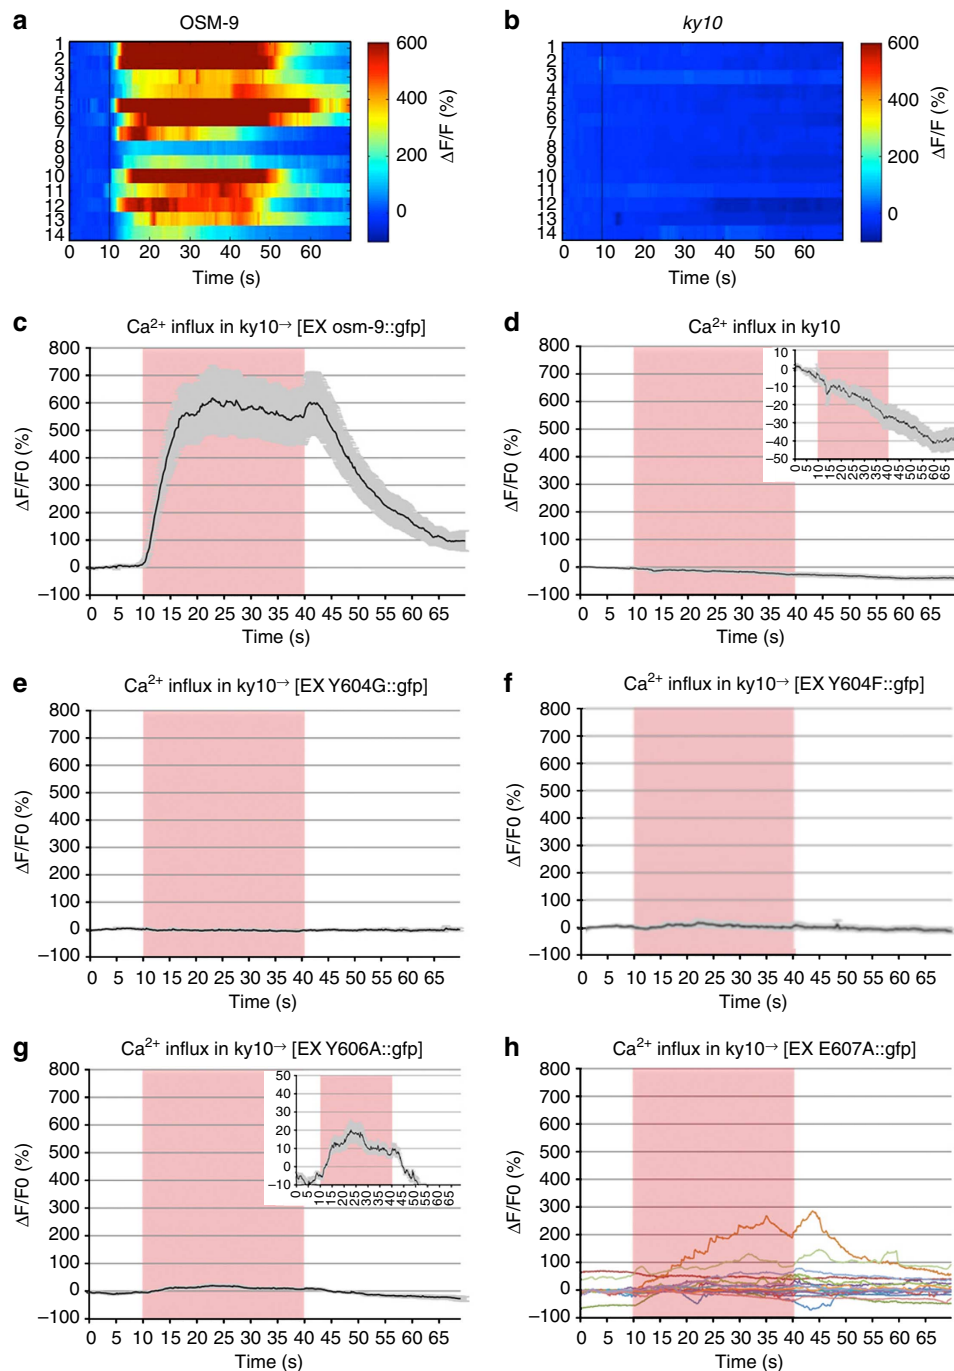 a
OSM-9
1
2
3
4
5
6
7
8
9
10
11
12
13
14
10 20 30 40 50 60
Time (s)
600
400
200
0
ΔF/F (%)
b
ky10
1
2
3
4
5
6
7
8
9
10
11
12
13
14
10 20 30 40 50 60
Time (s)
600
400
200
0
ΔF/F (%)
c
Ca²⁺ influx in ky10→ [EX osm-9::gfp]
800
700
600
500
400
300
200
100
0
−100
ΔF/F0 (%)
0 5 10 15 20 25 30 35 40 45 50 55 60 65
Time (s)
d
Ca²⁺ influx in ky10
800
700
600
500
400
300
200
100
0
−100
ΔF/F0 (%)
0 5 10 15 20 25 30 35 40 45 50 55 60 65
Time (s)
10
0
−10
−20
−30
−40
−50
0 5 10 15 20 25 30 35 40 45 50 55 60 65
e
Ca²⁺ influx in ky10→ [EX Y604G::gfp]
800
700
600
500
400
300
200
100
0
−100
ΔF/F0 (%)
0 5 10 15 20 25 30 35 40 45 50 55 60 65
Time (s)
f
Ca²⁺ influx in ky10→ [EX Y604F::gfp]
800
700
600
500
400
300
200
100
0
−100
ΔF/F0 (%)
0 5 10 15 20 25 30 35 40 45 50 55 60 65
Time (s)
g
Ca²⁺ influx in ky10→ [EX Y606A::gfp]
800
700
600
500
400
300
200
100
0
−100
ΔF/F0 (%)
0 5 10 15 20 25 30 35 40 45 50 55 60 65
Time (s)
50
40
30
20
10
0
−10
0 5 10 15 20 25 30 35 40 45 50 55 60 65
h
Ca²⁺ influx in ky10→ [EX E607A::gfp]
800
700
600
500
400
300
200
100
0
−100
ΔF/F0 (%)
0 5 10 15 20 25 30 35 40 45 50 55 60 65
Time (s)